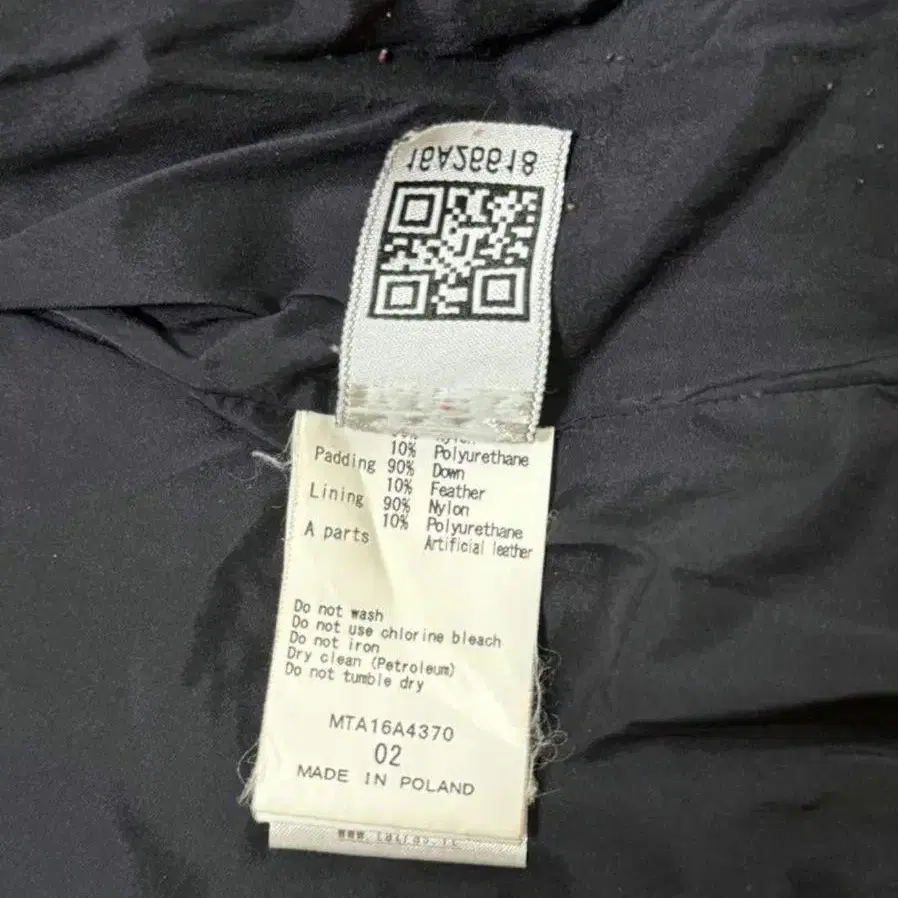 16A26618
10% Polyurethane
Padding 90% Down
10% Feather
Lining 90% Nylon
10% Polyurethane
A parts Artificial leather
Do not wash
Do not use chlorine bleach
Do not iron
Dry clean (Petroleum)
Do not tumble dry
MTA16A4370
02
MADE IN POLAND